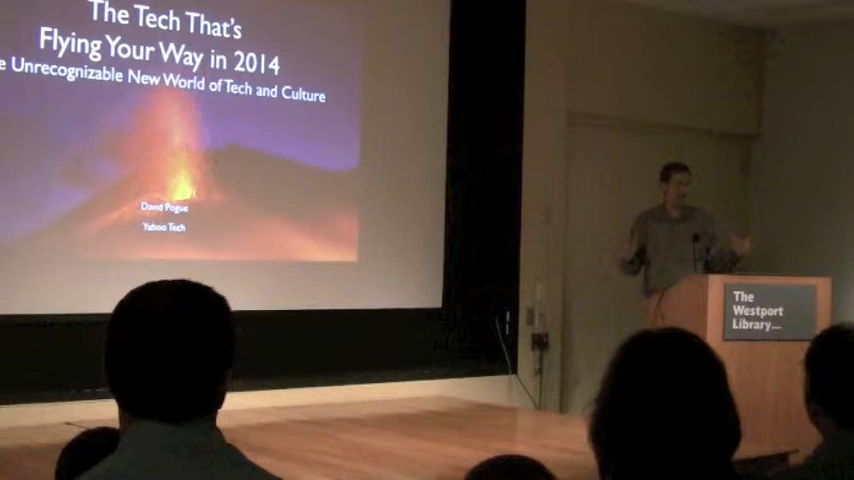 The Tech That's
Flying Your Way in 2014
e Unrecognizable New World of Tech and Culture
David Pogue
Yahoo Tech
The
Westport
Library...